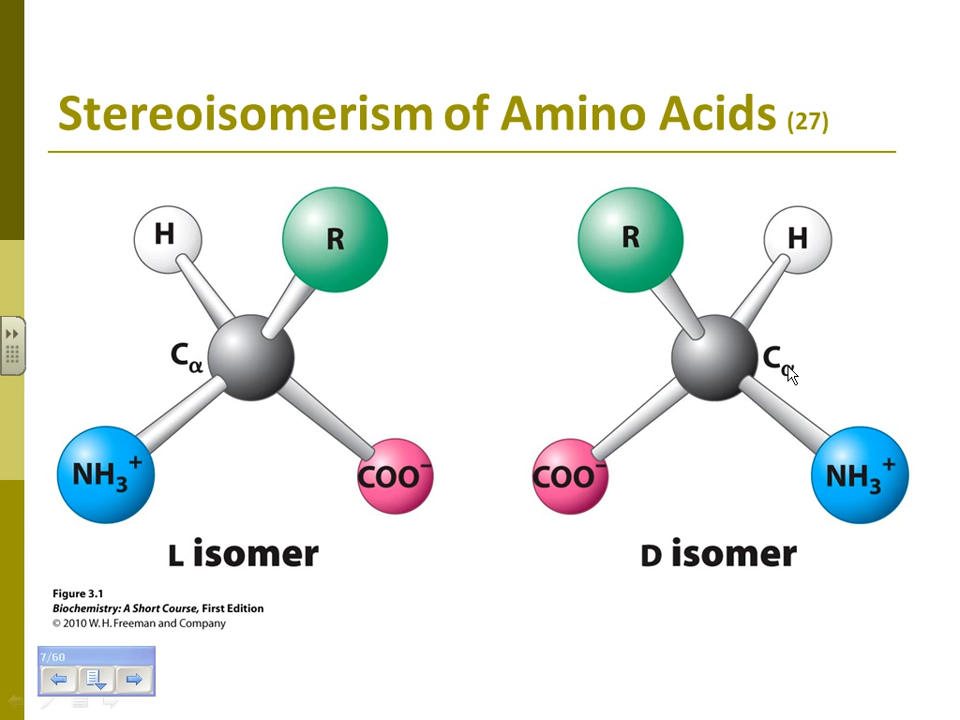 Stereoisomerism of Amino Acids (27)
H
R
R
H
Cα
Cα
NH3+
COO−
COO−
NH3+
L isomer
D isomer
Figure 3.1
Biochemistry: A Short Course, First Edition
© 2010 W. H. Freeman and Company
7/60